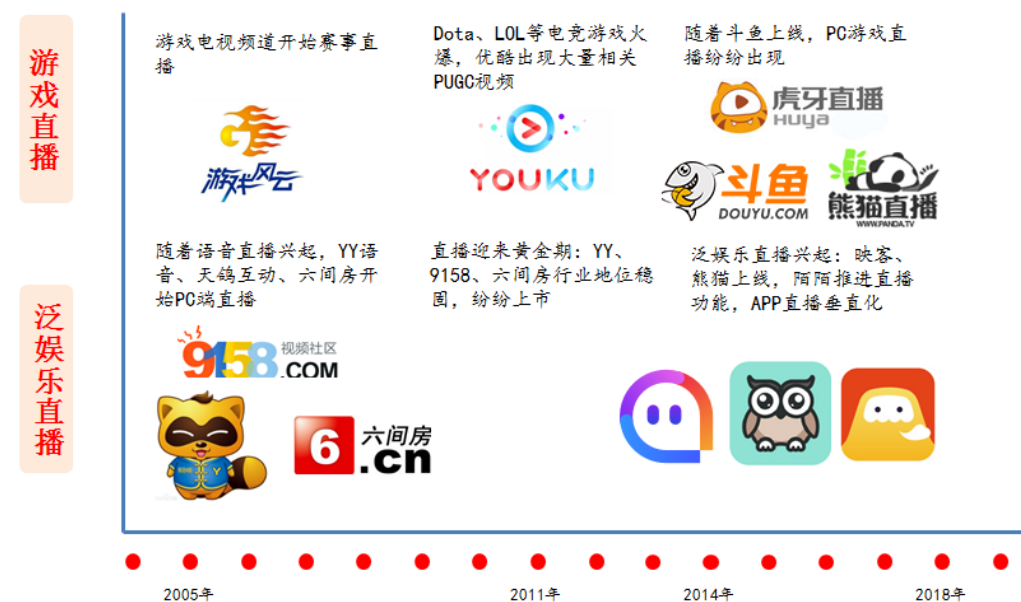 游戏直播
游戏电视频道开始赛事直
播
游戏风云
Dota、LOL等电竞游戏火
爆，优酷出现大量相关
PUGC视频
YOUKU
随着斗鱼上线，PC游戏直
播纷纷出现
虎牙直播
HUYA
斗鱼
DOUYU.COM
熊猫直播
WWW.PANDA.TV
泛娱乐直播
随着语音直播兴起，YY语
音、天鸽互动、六间房开
始PC端直播
9158
视频社区
.COM
6
六间房
.cn
直播迎来黄金期：YY、
9158、六间房行业地位稳
固，纷纷上市
泛娱乐直播兴起：映客、
熊猫上线，陌陌推进直播
功能，APP直播垂直化
2005年
2011年
2014年
2018年